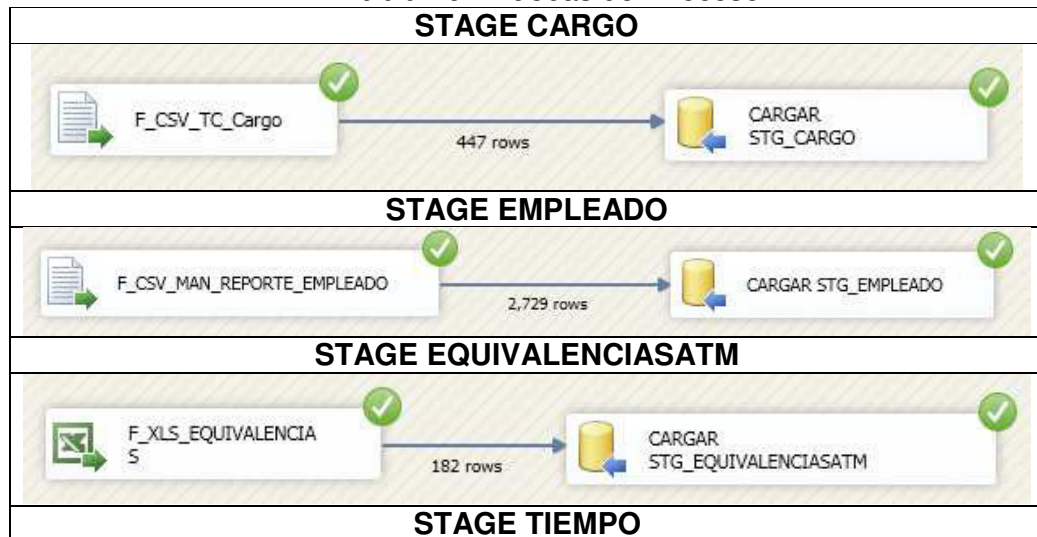 STAGE CARGO
F_CSV_TC_Cargo
447 rows
CARGAR
STG_CARGO
STAGE EMPLEADO
F_CSV_MAN_REPORTE_EMPLEADO
2,729 rows
CARGAR STG_EMPLEADO
STAGE EQUIVALENCIASATM
F_XLS_EQUIVALENCIA
S
182 rows
CARGAR
STG_EQUIVALENCIASATM
STAGE TIEMPO